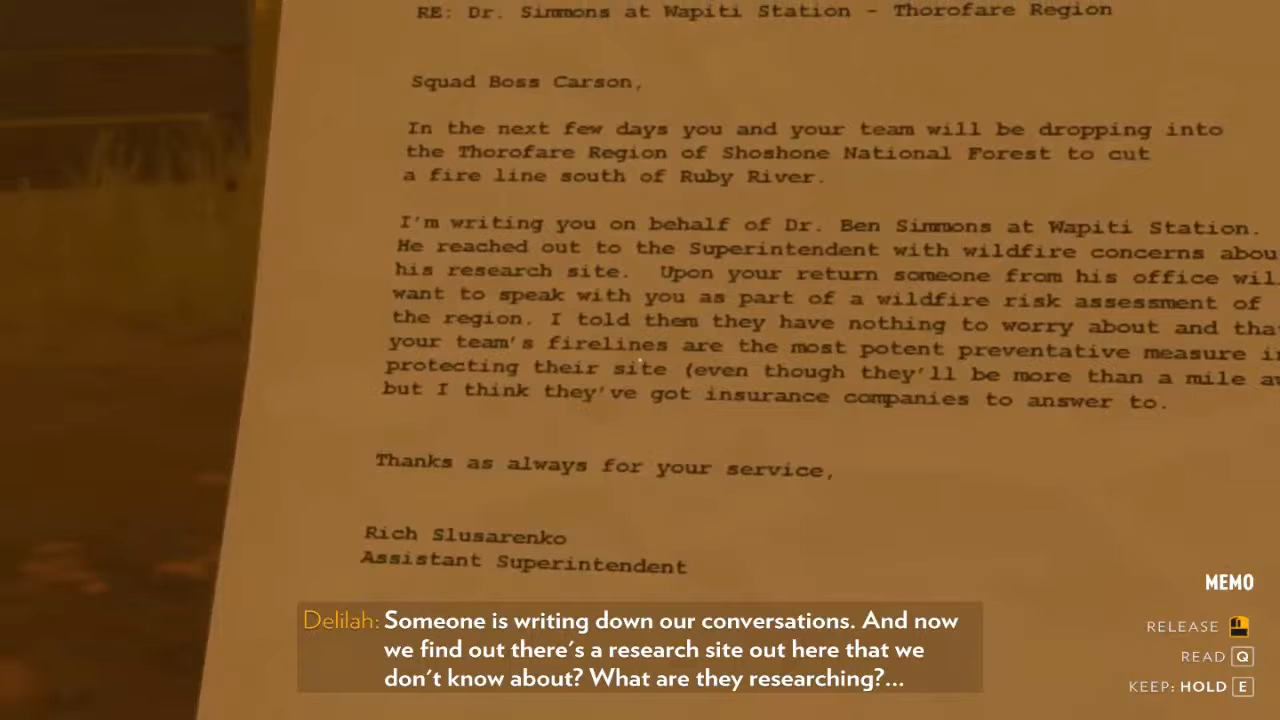 RE: Dr. Simmons at Wapiti Station - Thorofare Region
Squad Boss Carson,
In the next few days you and your team will be dropping into
the Thorofare Region of Shoshone National Forest to cut
a fire line south of Ruby River.
I'm writing you on behalf of Dr. Ben Simmons at Wapiti Station.
He reached out to the Superintendent with wildfire concerns abou
his research site. Upon your return someone from his office wil
want to speak with you as part of a wildfire risk assessment of
the region. I told them they have nothing to worry about and tha
your team's firelines are the most potent preventative measure i
protecting their site (even though they'll be more than a mile a
but I think they've got insurance companies to answer to.
Thanks as always for your service,
Rich Slusarenko
Assistant Superintendent
Delilah: Someone is writing down our conversations. And now
we find out there's a research site out here that we
don't know about? What are they researching?...
MEMO
RELEASE
READ Q
KEEP: HOLD E